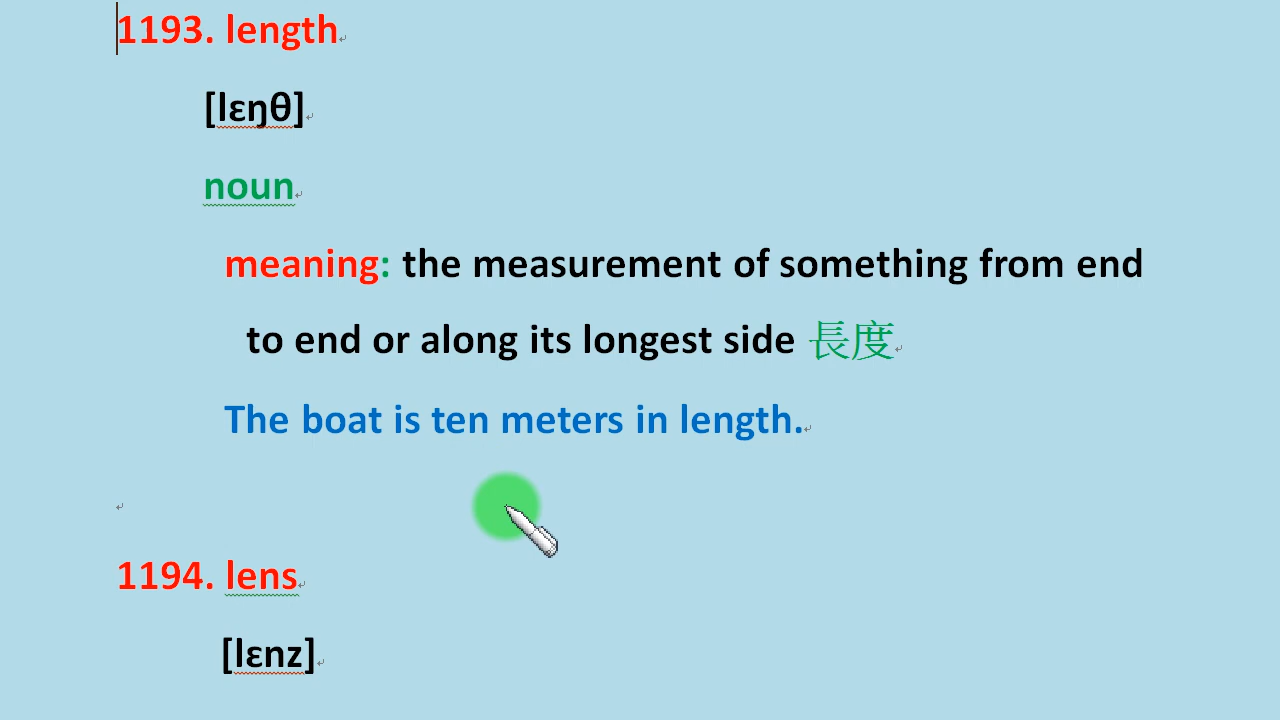 1193. length
[lɛŋθ]
noun
meaning: the measurement of something from end
to end or along its longest side 長度
The boat is ten meters in length.
1194. lens
[lɛnz]